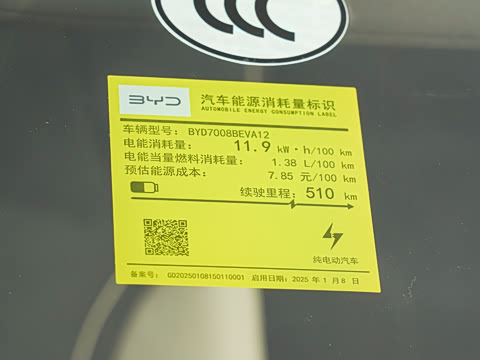 CCC
BYD 汽车能源消耗量标识
AUTOMOBILE ENERGY CONSUMPTION LABEL
车辆型号： BYD7008BEVA12
电能消耗量： 11.9 kW·h/100 km
电能当量燃料消耗量： 1.38 L/100 km
预估能源成本： 7.85 元/100 km
续驶里程：510 km
纯电动汽车
备案号： GD20250108150110001 启用日期：2025 年 1 月 8 日